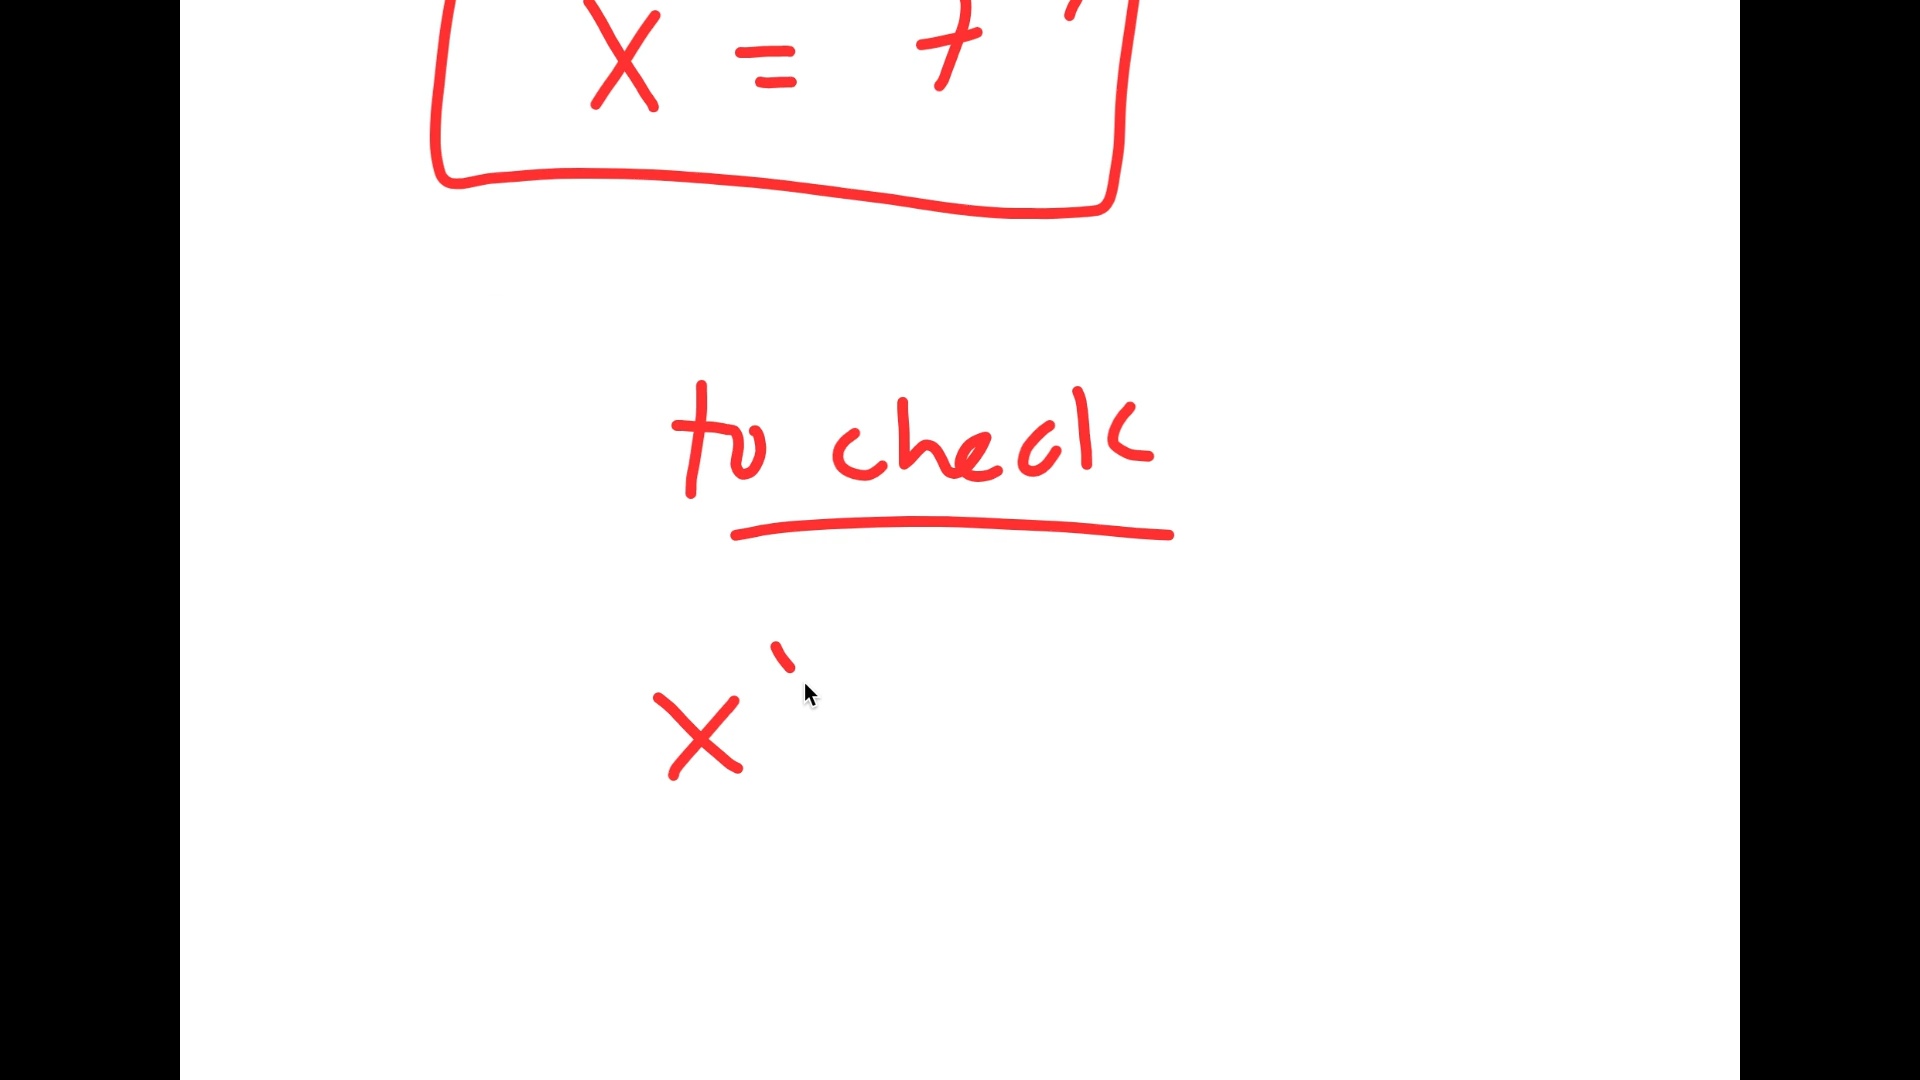 x = 7
to check
x